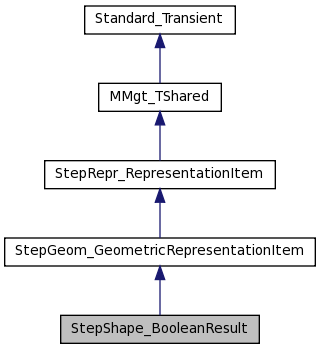 Standard_Transient
MMgt_TShared
StepRepr_RepresentationItem
StepGeom_GeometricRepresentationItem
StepShape_BooleanResult